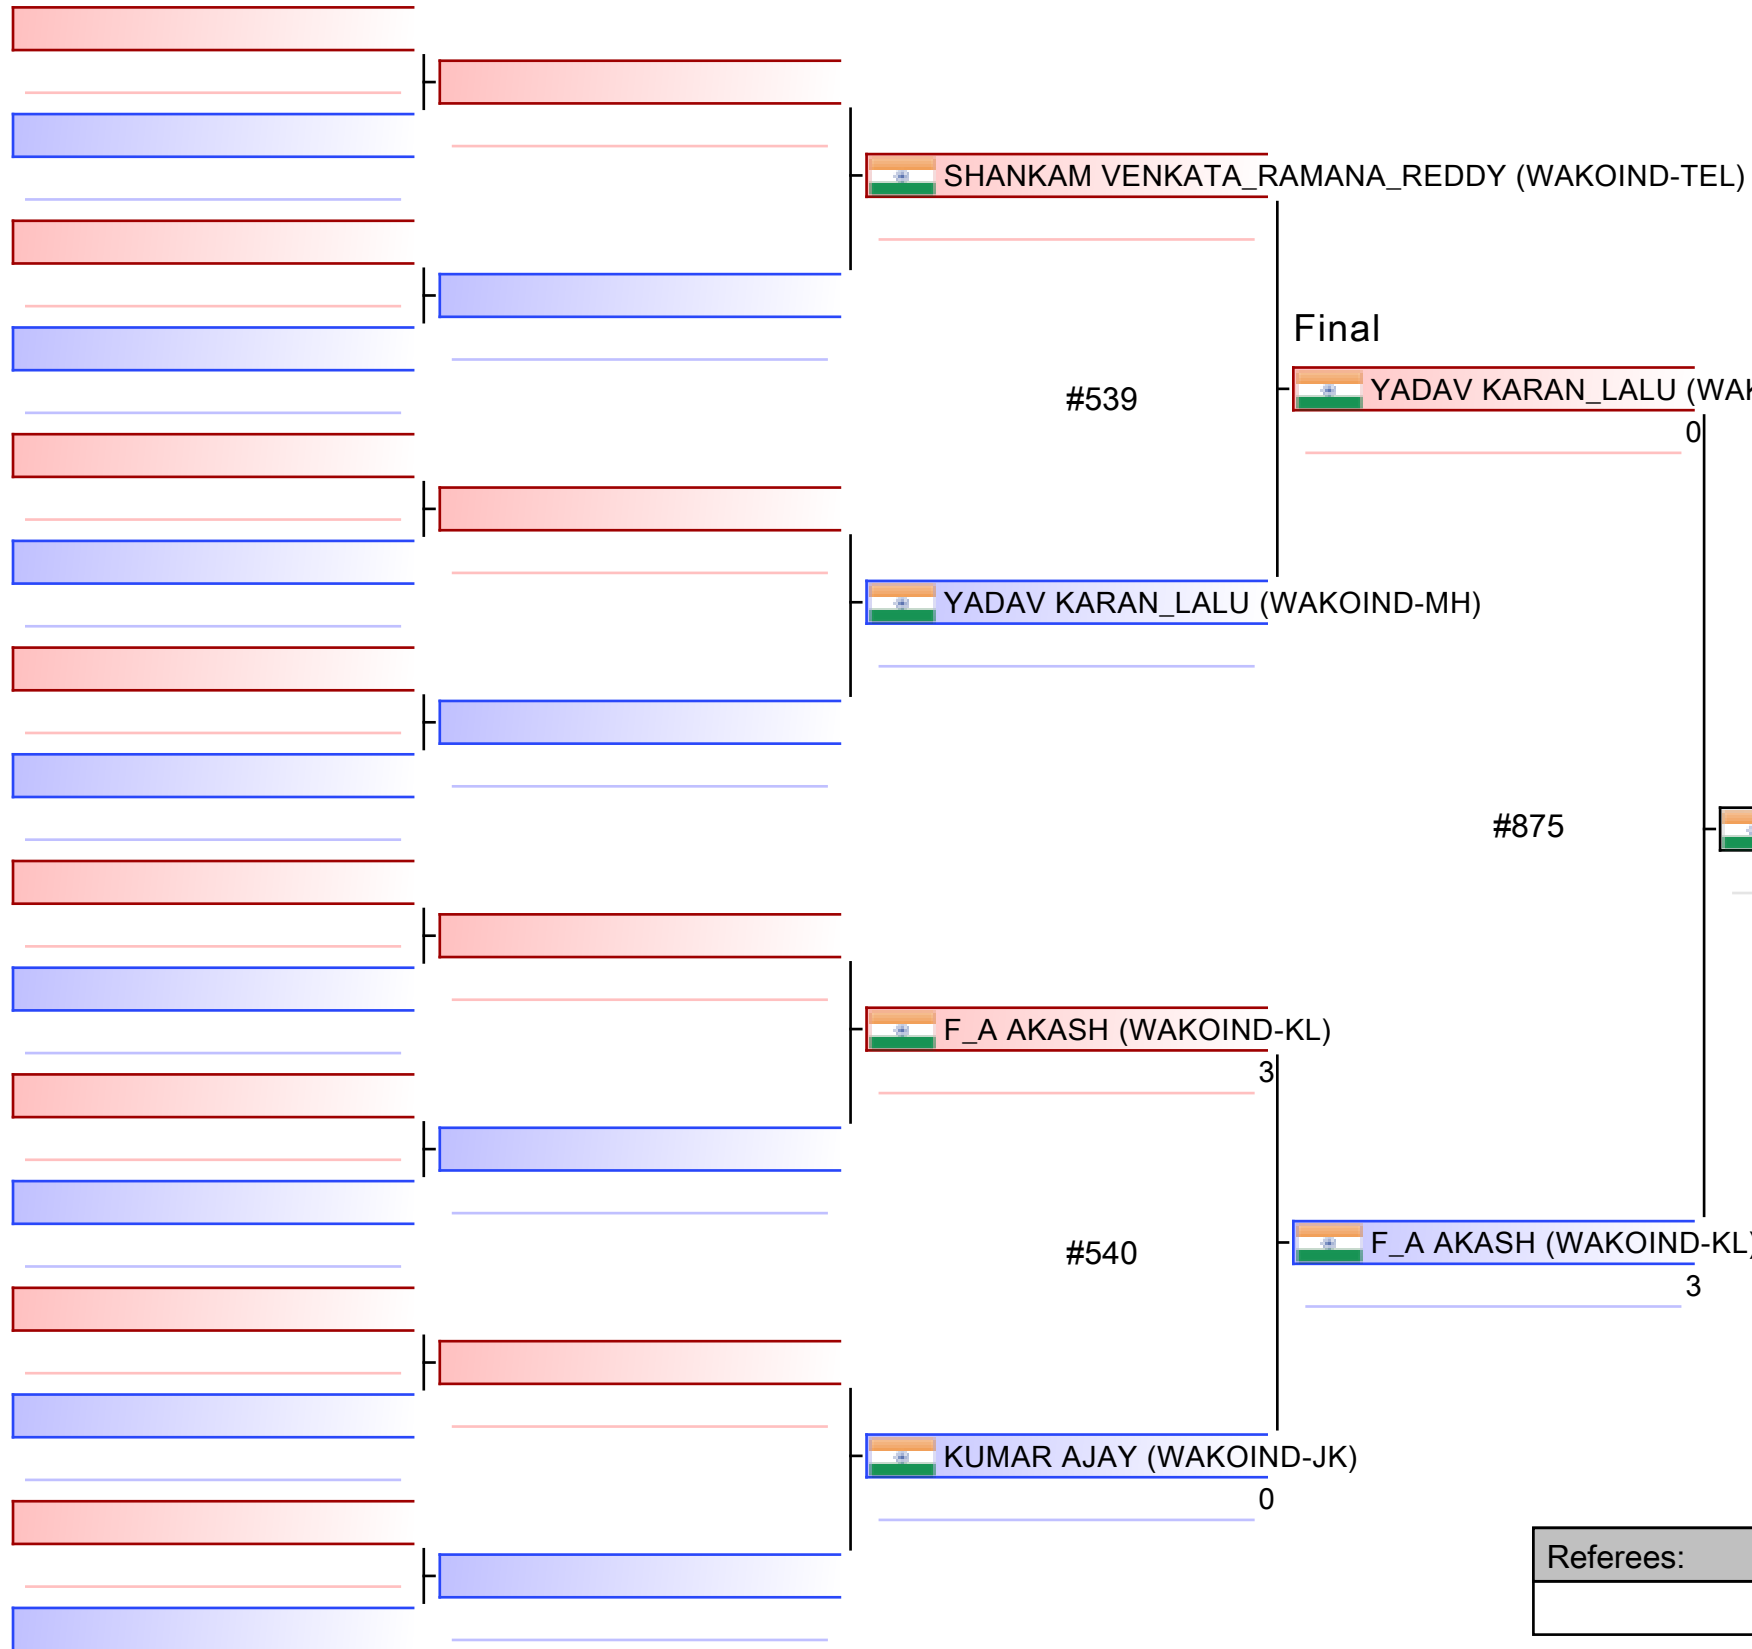 SHANKAM VENKATA_RAMANA_REDDY (WAKOIND-TEL)
Final
#539
YADAV KARAN_LALU (WAK
0
YADAV KARAN_LALU (WAKOIND-MH)
#875
F_A AKASH (WAKOIND-KL)
3
#540
F_A AKASH (WAKOIND-KL)
3
KUMAR AJAY (WAKOIND-JK)
0
Referees: